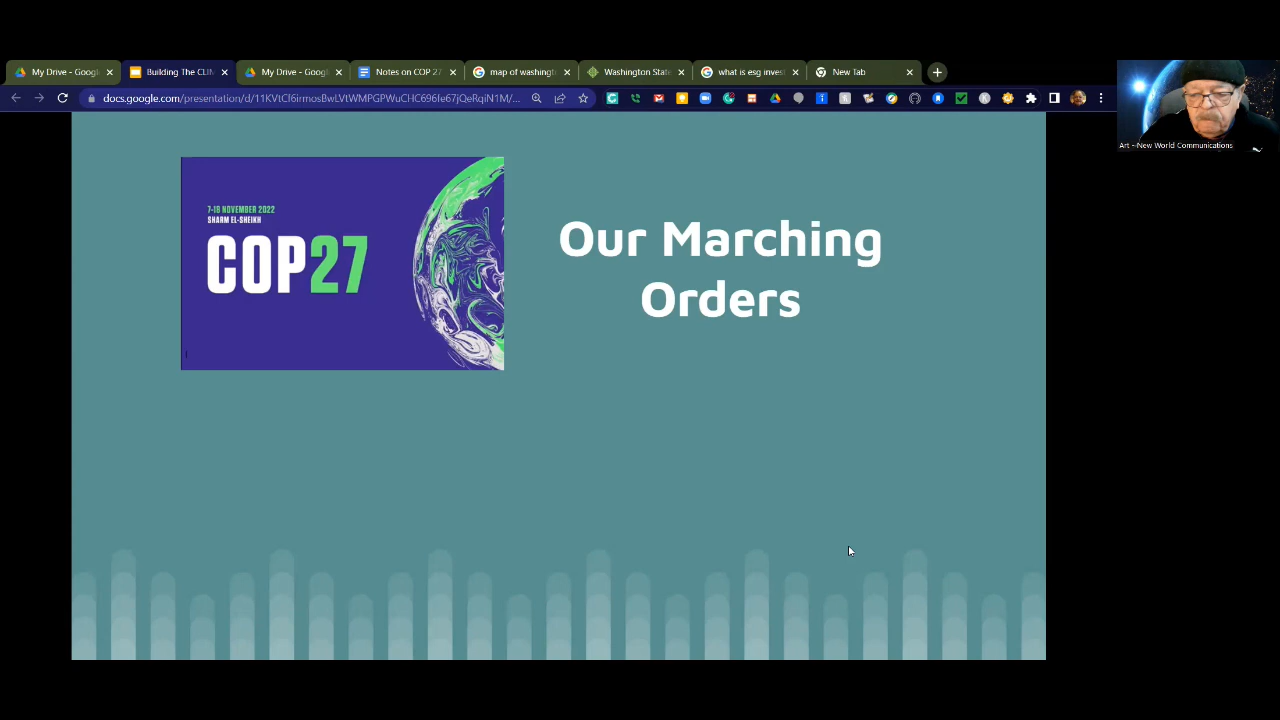 My Drive - Googl
Building The CLIM
My Drive - Googl
Notes on COP 27
map of washingt
Washington State
what is esg invest
New Tab
docs.google.com/presentation/d/11KVtCf6irmosBwLVtWMPGPWuCHC696fe67jQeRqiN1M/...
Art ~ New World Communications
7-18 NOVEMBER 2022
SHARM EL-SHEIKH
COP27
Our Marching
Orders